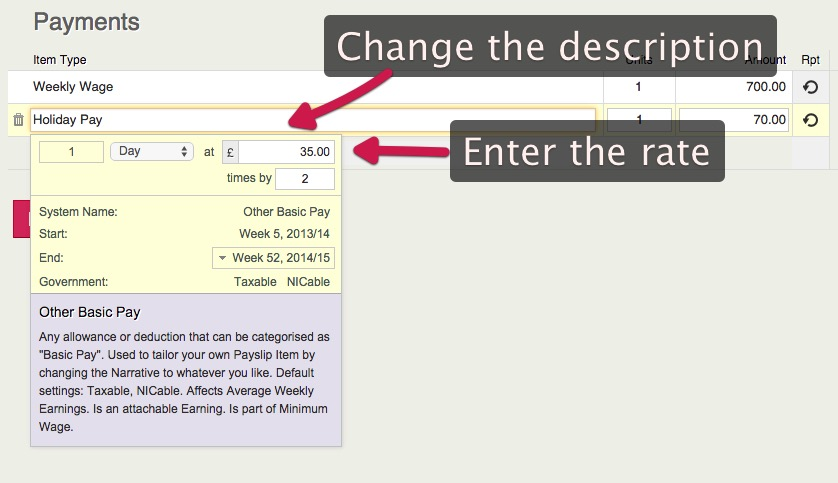 Payments
Change the description
Item Type Units Amount Rpt
Weekly Wage 1 700.00
Holiday Pay 1 70.00
1 Day at £ 35.00
Enter the rate
times by 2
System Name: Other Basic Pay
Start: Week 5, 2013/14
End: Week 52, 2014/15
Government: Taxable NICable
Other Basic Pay
Any allowance or deduction that can be categorised as
"Basic Pay". Used to tailor your own Payslip Item by
changing the Narrative to whatever you like. Default
settings: Taxable, NICable. Affects Average Weekly
Earnings. Is an attachable Earning. Is part of Minimum
Wage.